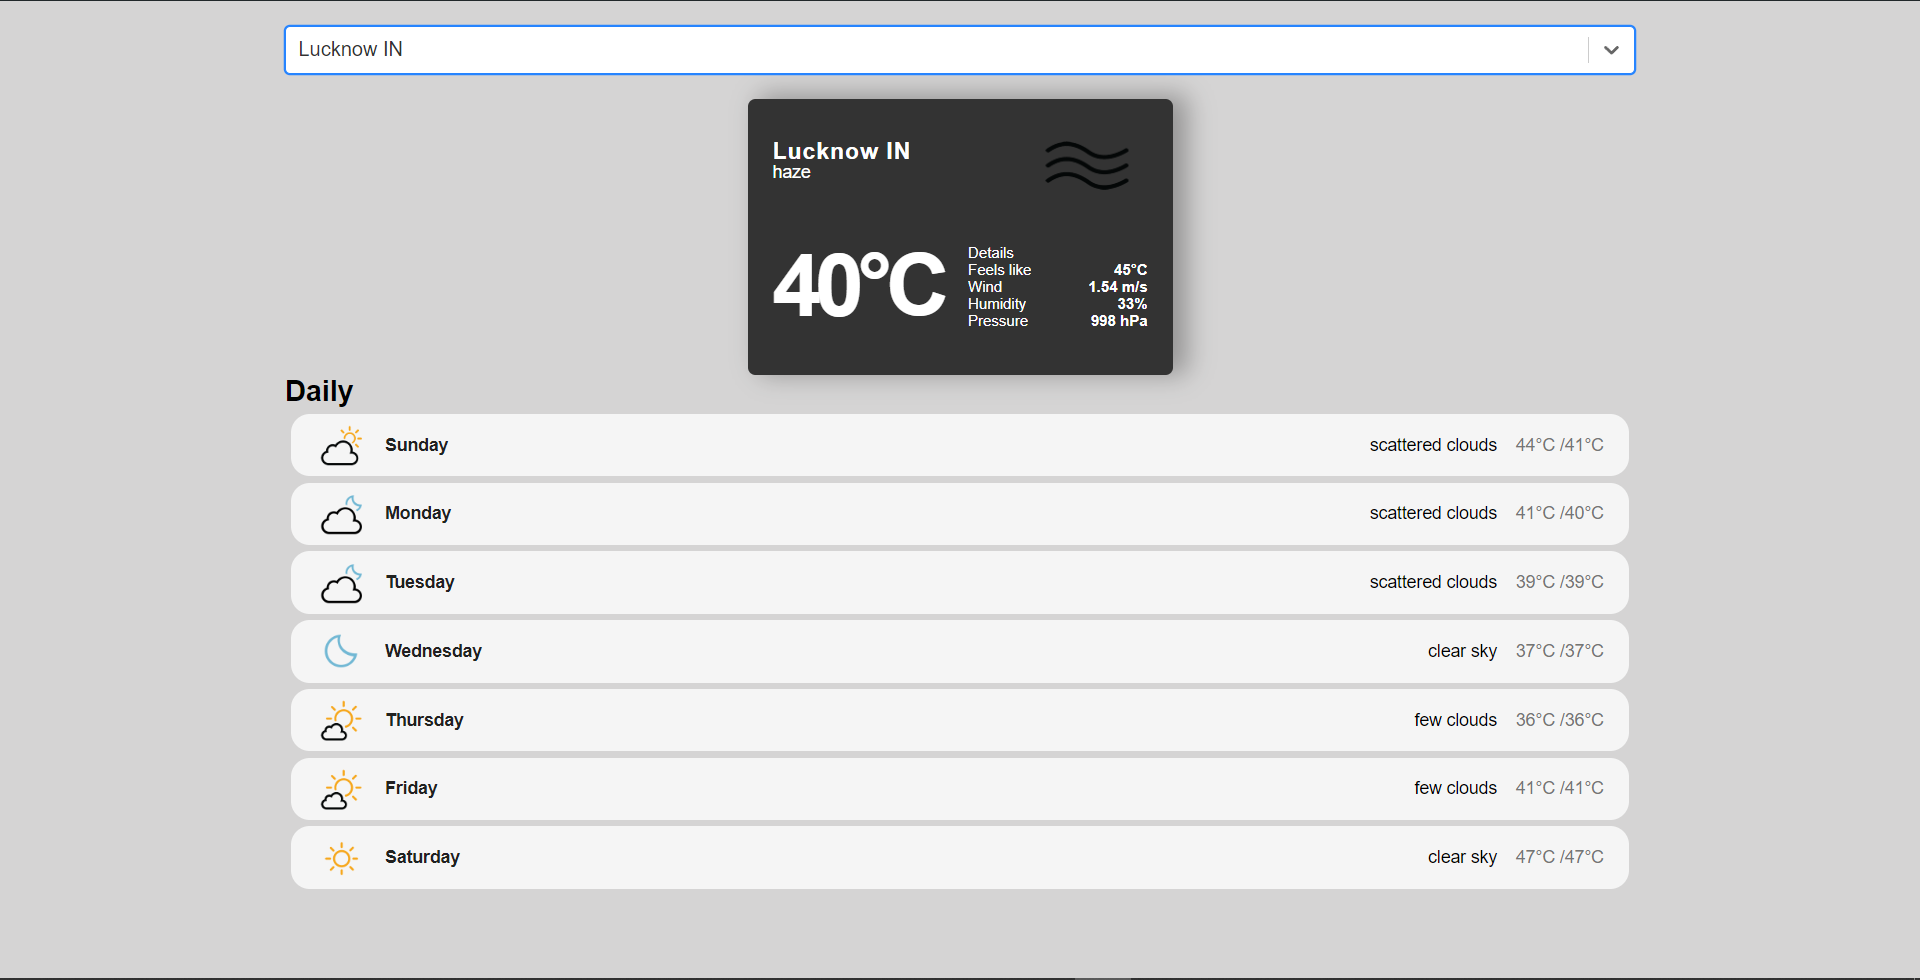 Lucknow IN
Lucknow IN
haze
40°C
Details
Feels like 45°C
Wind 1.54 m/s
Humidity 33%
Pressure 998 hPa
Daily
Sunday scattered clouds 44°C /41°C
Monday scattered clouds 41°C /40°C
Tuesday scattered clouds 39°C /39°C
Wednesday clear sky 37°C /37°C
Thursday few clouds 36°C /36°C
Friday few clouds 41°C /41°C
Saturday clear sky 47°C /47°C